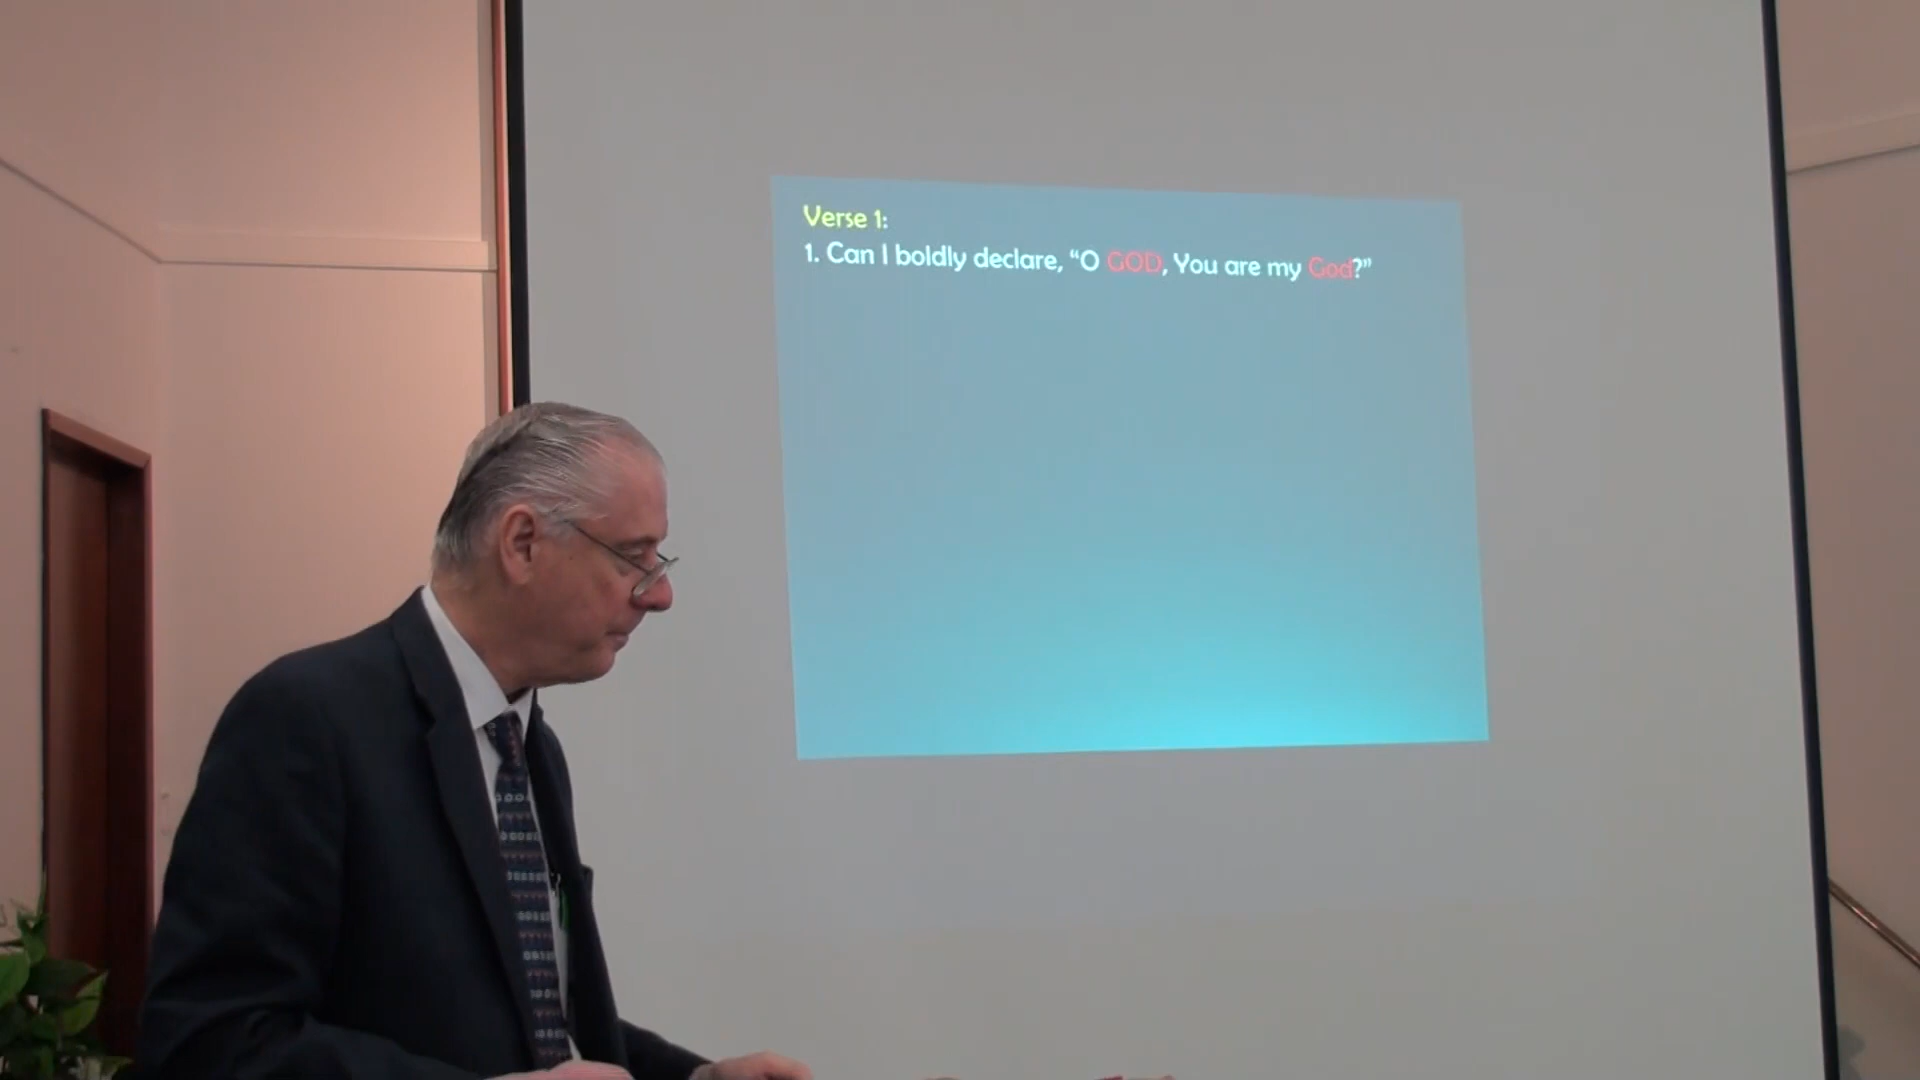 Verse 1:
1. Can I boldly declare, “O GOD, You are my God?”